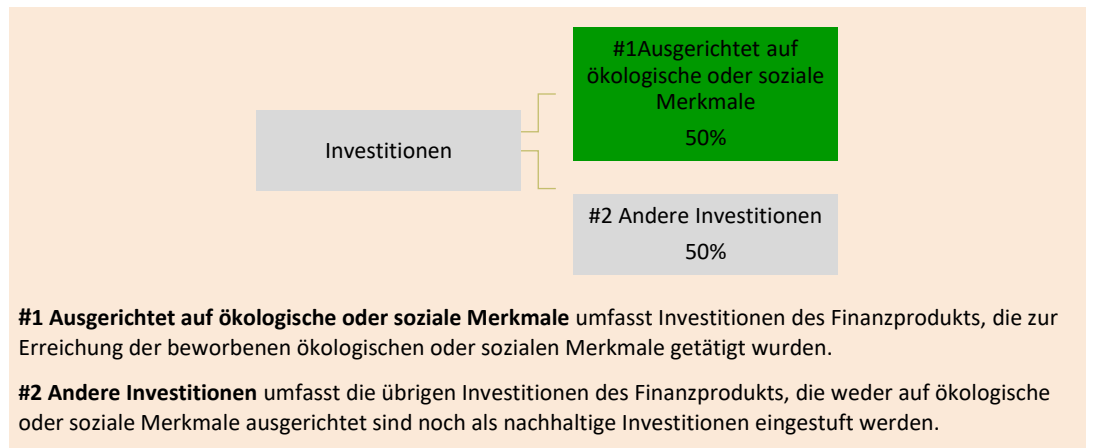 #1Ausgerichtet auf
ökologische oder soziale
Merkmale
50%
Investitionen
#2 Andere Investitionen
50%
#1 Ausgerichtet auf ökologische oder soziale Merkmale umfasst Investitionen des Finanzprodukts, die zur
Erreichung der beworbenen ökologischen oder sozialen Merkmale getätigt wurden.
#2 Andere Investitionen umfasst die übrigen Investitionen des Finanzprodukts, die weder auf ökologische
oder soziale Merkmale ausgerichtet sind noch als nachhaltige Investitionen eingestuft werden.